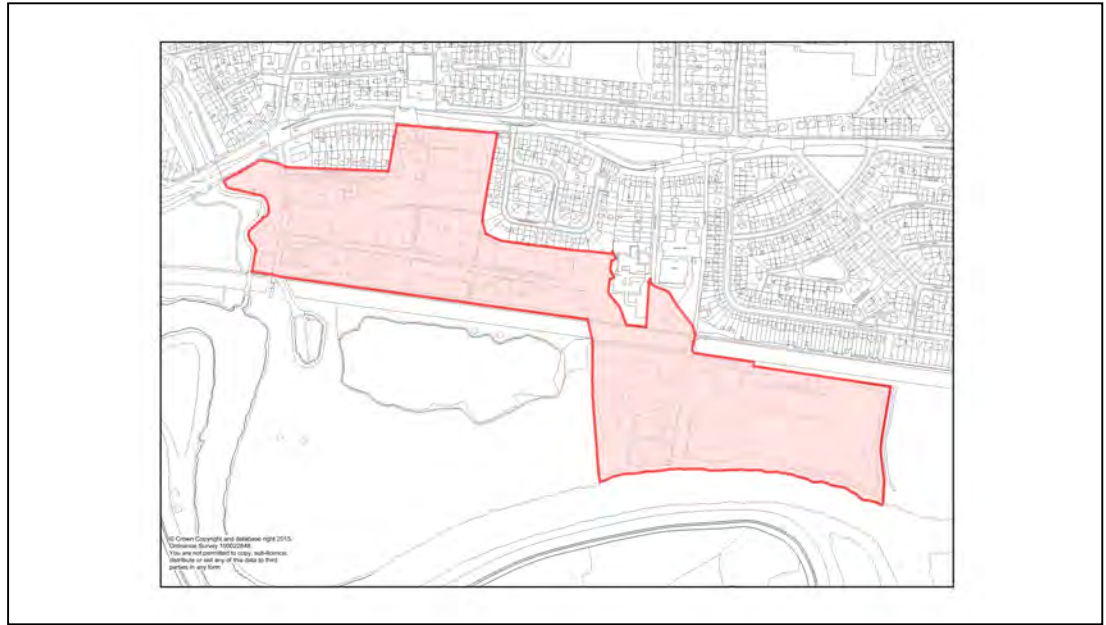 © Crown Copyright and database right 2015.
Ordnance Survey 100022848.
You are not permitted to copy, sub-licence,
distribute or sell any of this data to third
parties in any form